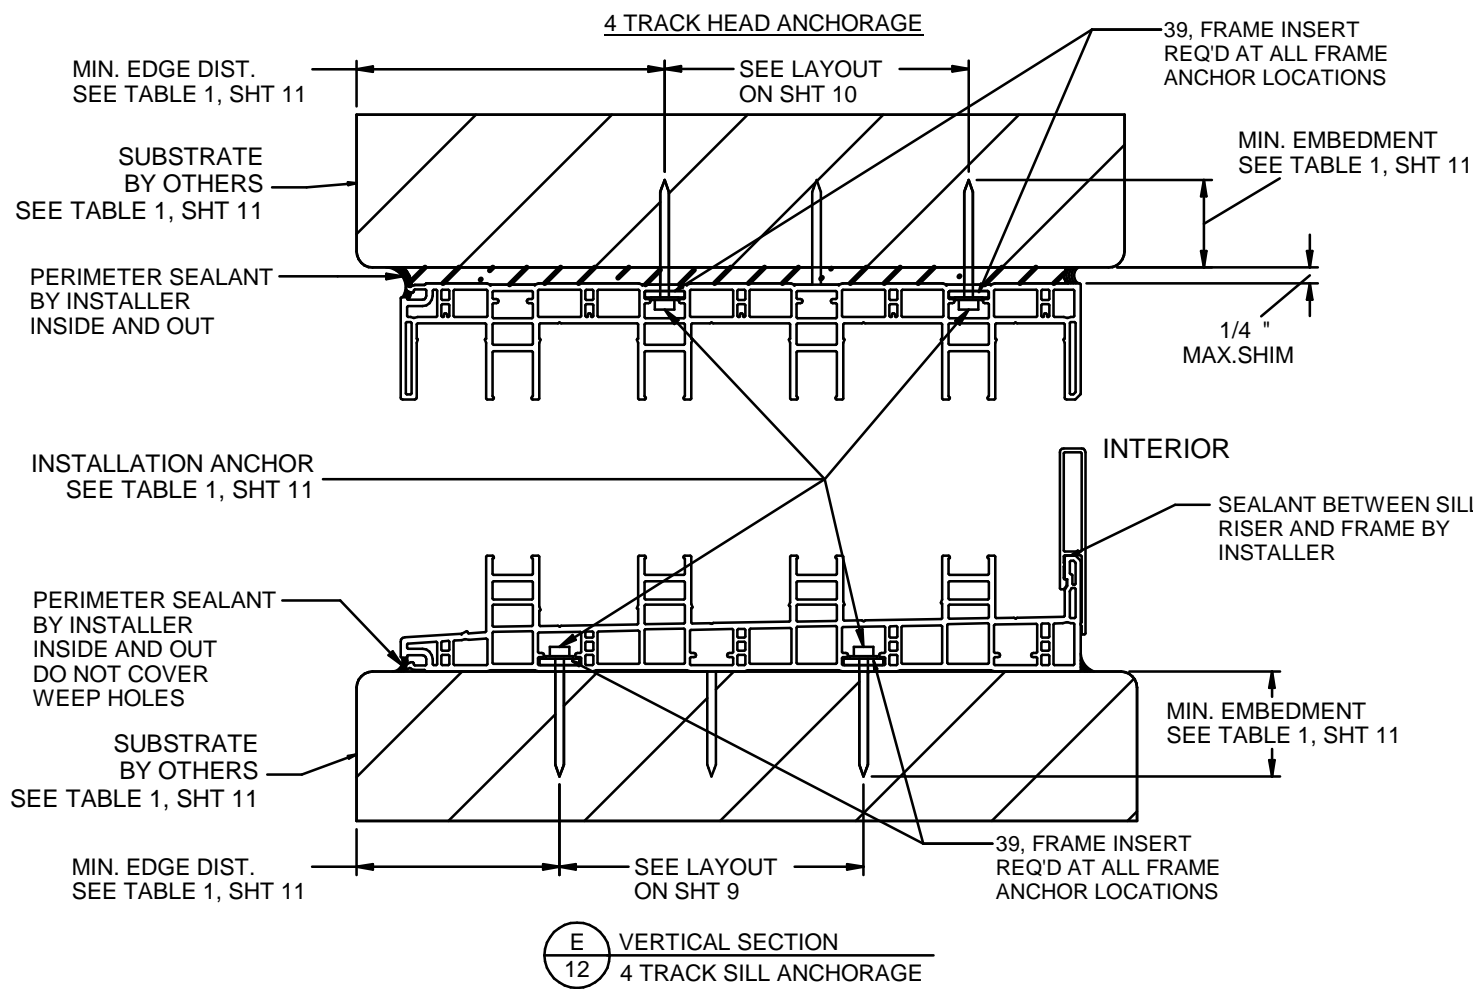 4 TRACK HEAD ANCHORAGE
39, FRAME INSERT
REQ'D AT ALL FRAME
ANCHOR LOCATIONS
MIN. EDGE DIST.
SEE TABLE 1, SHT 11
SEE LAYOUT
ON SHT 10
SUBSTRATE
BY OTHERS
SEE TABLE 1, SHT 11
MIN. EMBEDMENT
SEE TABLE 1, SHT 11
PERIMETER SEALANT
BY INSTALLER
INSIDE AND OUT
1/4 "
MAX.SHIM
INSTALLATION ANCHOR
SEE TABLE 1, SHT 11
INTERIOR
SEALANT BETWEEN SILL
RISER AND FRAME BY
INSTALLER
PERIMETER SEALANT
BY INSTALLER
INSIDE AND OUT
DO NOT COVER
WEEP HOLES
SUBSTRATE
BY OTHERS
SEE TABLE 1, SHT 11
MIN. EMBEDMENT
SEE TABLE 1, SHT 11
MIN. EDGE DIST.
SEE TABLE 1, SHT 11
SEE LAYOUT
ON SHT 9
39, FRAME INSERT
REQ'D AT ALL FRAME
ANCHOR LOCATIONS
E
12
VERTICAL SECTION
4 TRACK SILL ANCHORAGE